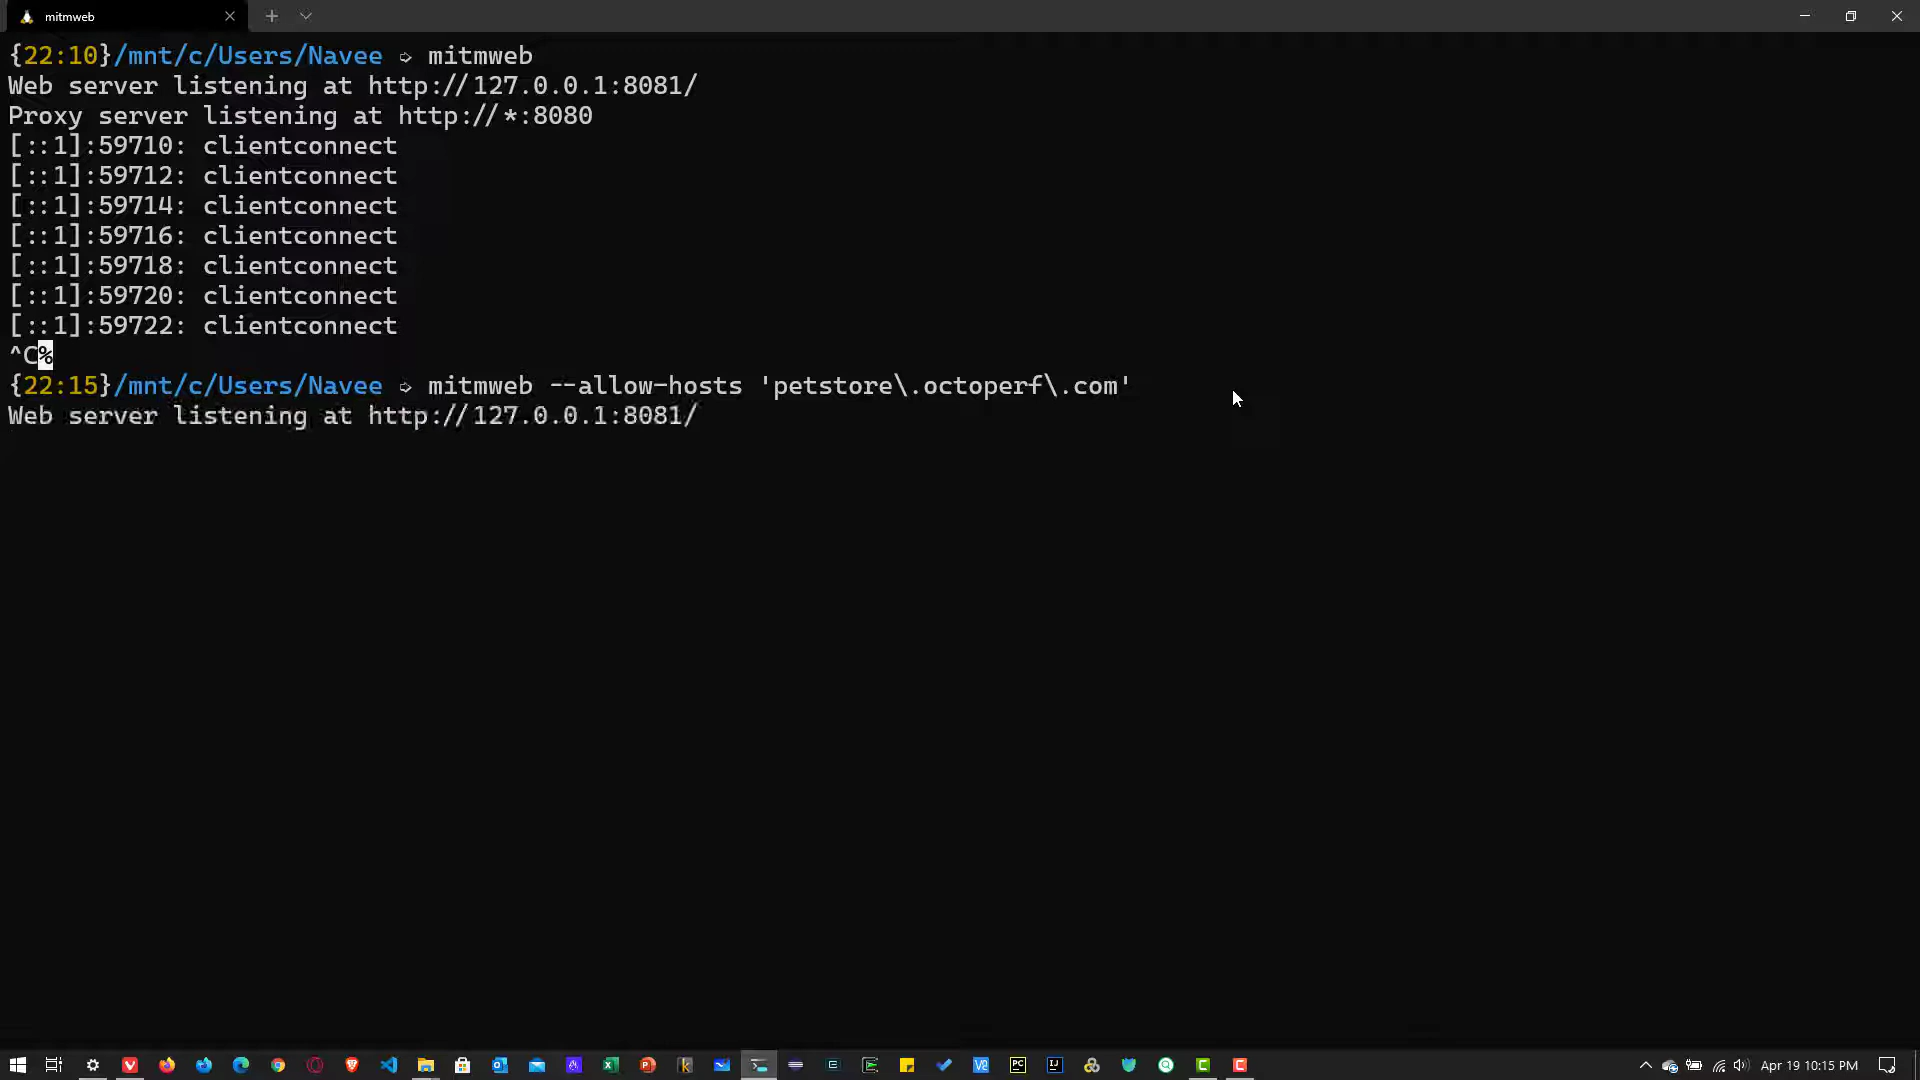 mitmweb
{22:10}/mnt/c/Users/Navee ➩ mitmweb
Web server listening at http://127.0.0.1:8081/
Proxy server listening at http://*:8080
[::1]:59710: clientconnect
[::1]:59712: clientconnect
[::1]:59714: clientconnect
[::1]:59716: clientconnect
[::1]:59718: clientconnect
[::1]:59720: clientconnect
[::1]:59722: clientconnect
^C%
{22:15}/mnt/c/Users/Navee ➩ mitmweb --allow-hosts 'petstore\.octoperf\.com'
Web server listening at http://127.0.0.1:8081/
Apr 19 10:15 PM